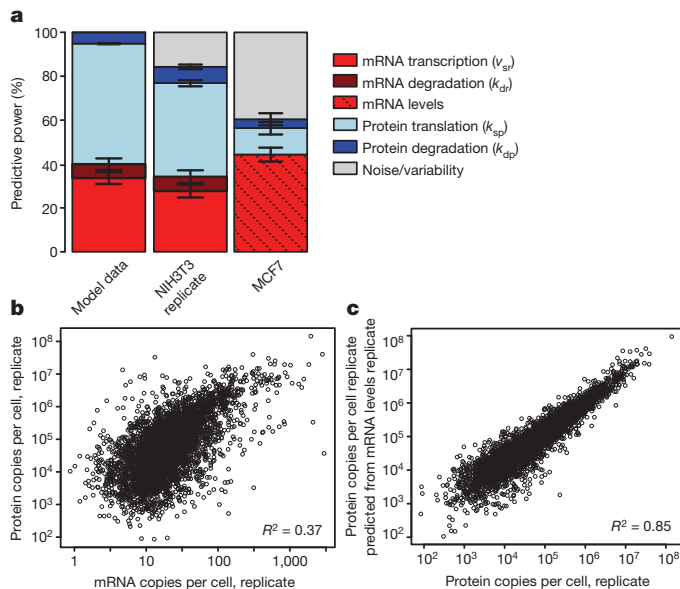 a
Predictive power (%)
100
80
60
40
20
0
Model data
NIH3T3
replicate
MCF7
mRNA transcription (vsr)
mRNA degradation (kdr)
mRNA levels
Protein translation (ksp)
Protein degradation (kdp)
Noise/variability
b
Protein copies per cell, replicate
10⁸
10⁷
10⁶
10⁵
10⁴
10³
10²
1
10
100
1,000
mRNA copies per cell, replicate
R² = 0.37
c
Protein copies per cell replicate
predicted from mRNA levels replicate
10⁸
10⁷
10⁶
10⁵
10⁴
10³
10²
10²
10³
10⁴
10⁵
10⁶
10⁷
10⁸
Protein copies per cell, replicate
R² = 0.85